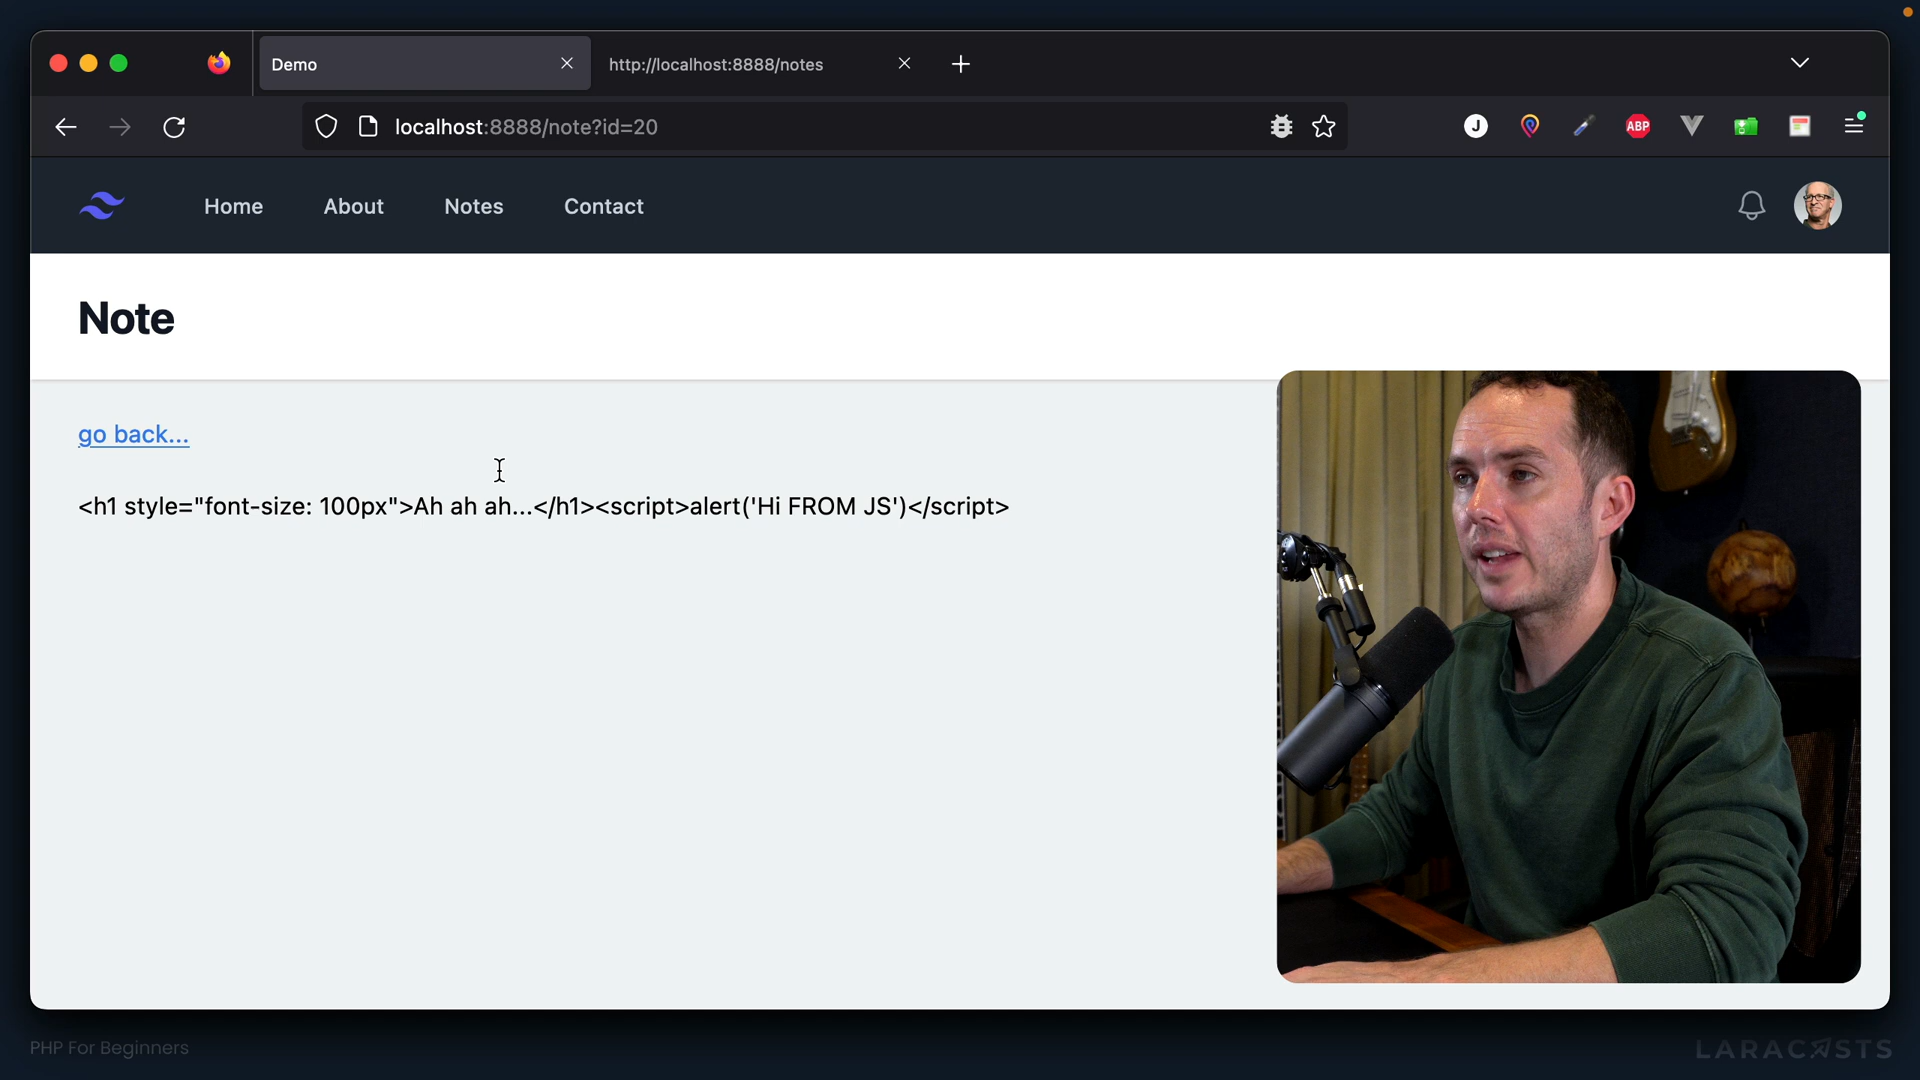 Demo
http://localhost:8888/notes
localhost:8888/note?id=20
J
ABP
Home
About
Notes
Contact
Note
go back...
<h1 style="font-size: 100px">Ah ah ah...</h1><script>alert('Hi FROM JS')</script>
PHP For Beginners
LARACASTS